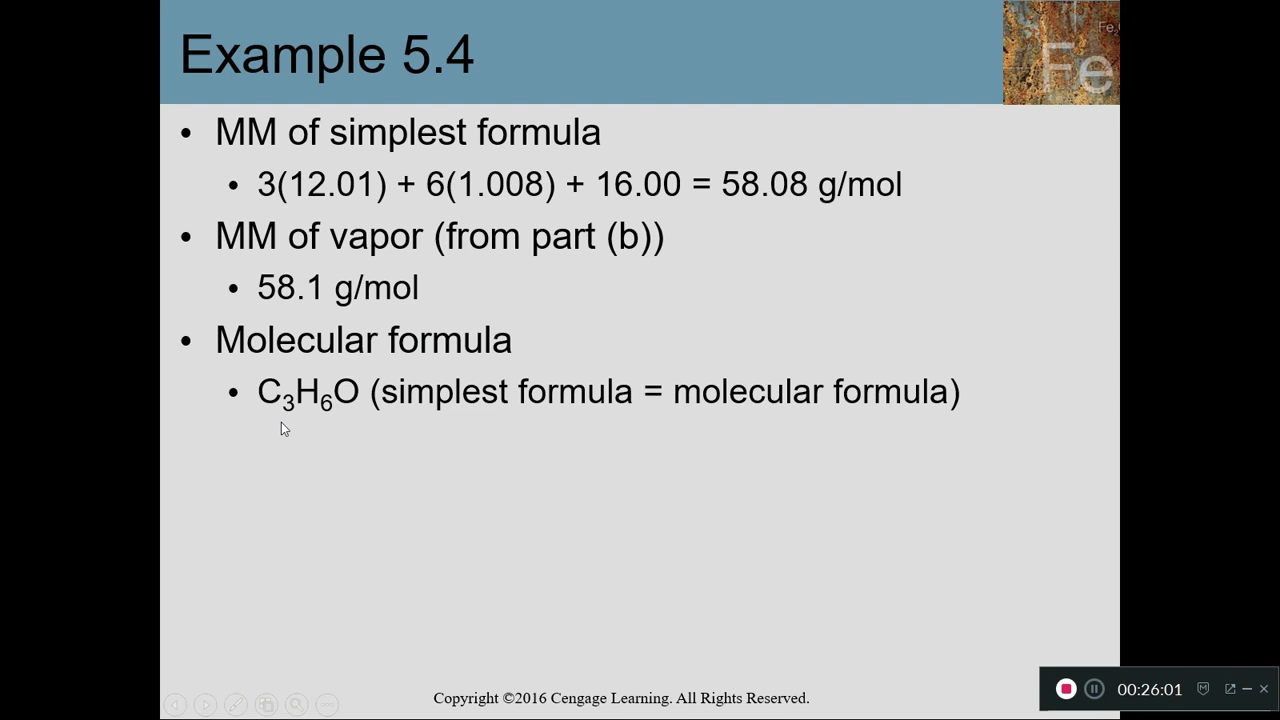 Example 5.4
Fe
Fe
• MM of simplest formula
• 3(12.01) + 6(1.008) + 16.00 = 58.08 g/mol
• MM of vapor (from part (b))
• 58.1 g/mol
• Molecular formula
• C₃H₆O (simplest formula = molecular formula)
Copyright ©2016 Cengage Learning. All Rights Reserved.
00:26:01